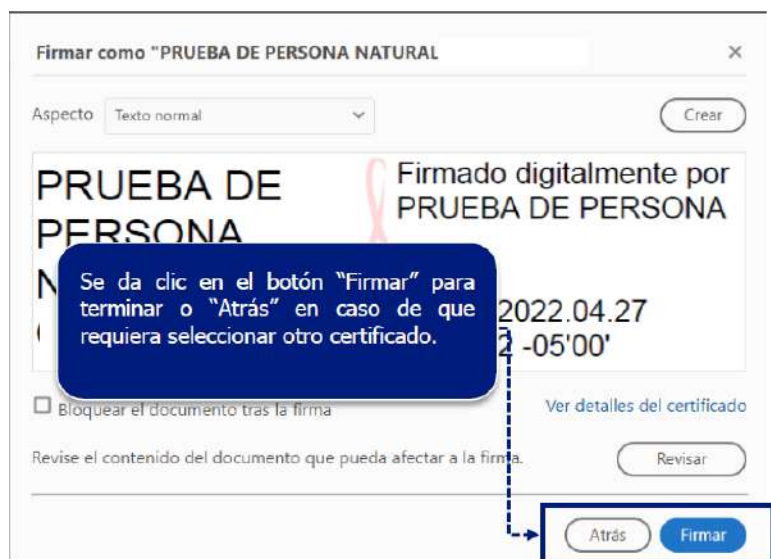 Firmar como "PRUEBA DE PERSONA NATURAL
Aspecto Texto normal
Crear
PRUEBA DE
PERSONA
N
Firmado digitalmente por
PRUEBA DE PERSONA
2022.04.27
2 -05'00'
Se da clic en el botón “Firmar” para
terminar o “Atrás” en caso de que
requiera seleccionar otro certificado.
Bloquear el documento tras la firma
Ver detalles del certificado
Revise el contenido del documento que pueda afectar a la firma.
Revisar
Atrás
Firmar